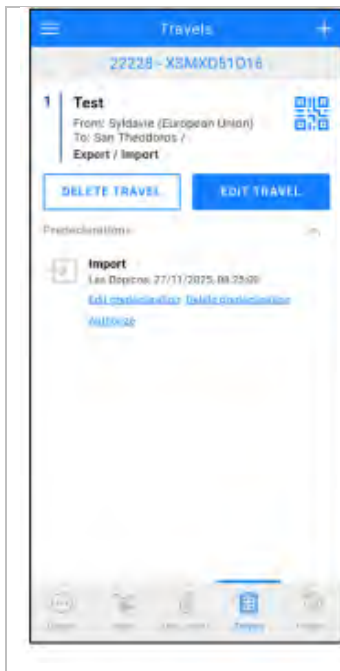 Travels
22228 - XSMXD51O16
1 Test
From: Syldavie (European Union)
To: San Theodoros /
Export / Import
DELETE TRAVEL
EDIT TRAVEL
Predeclarations
Import
Las Dopicos, 27/11/2025, 08:25:00
Edit predeclaration Delete predeclaration
Authorize
Travels